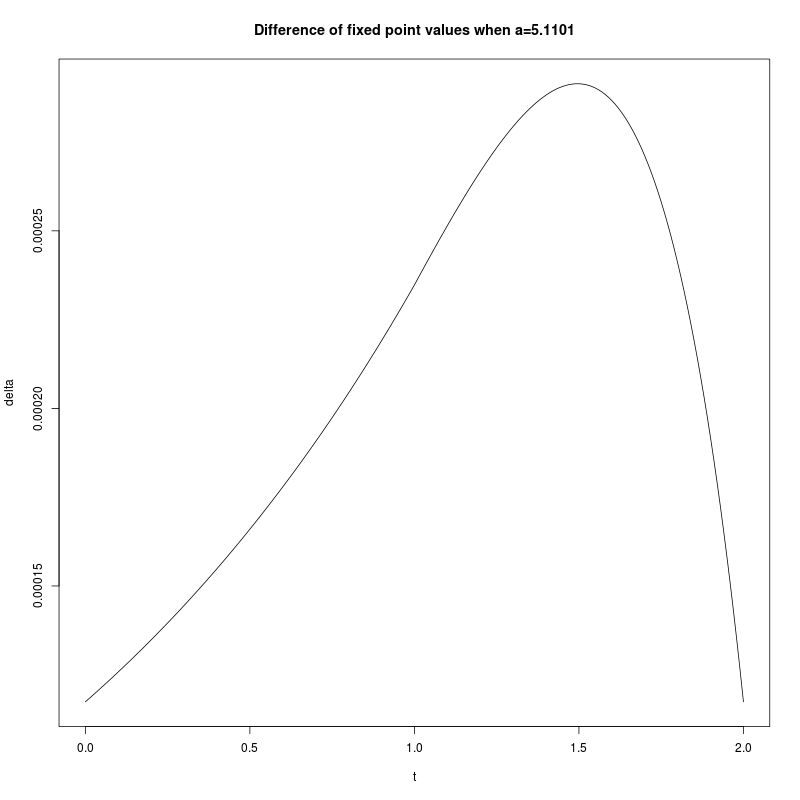 Difference of fixed point values when a=5.1101
delta
0.00025
0.00020
0.00015
0.0 0.5 1.0 1.5 2.0
t